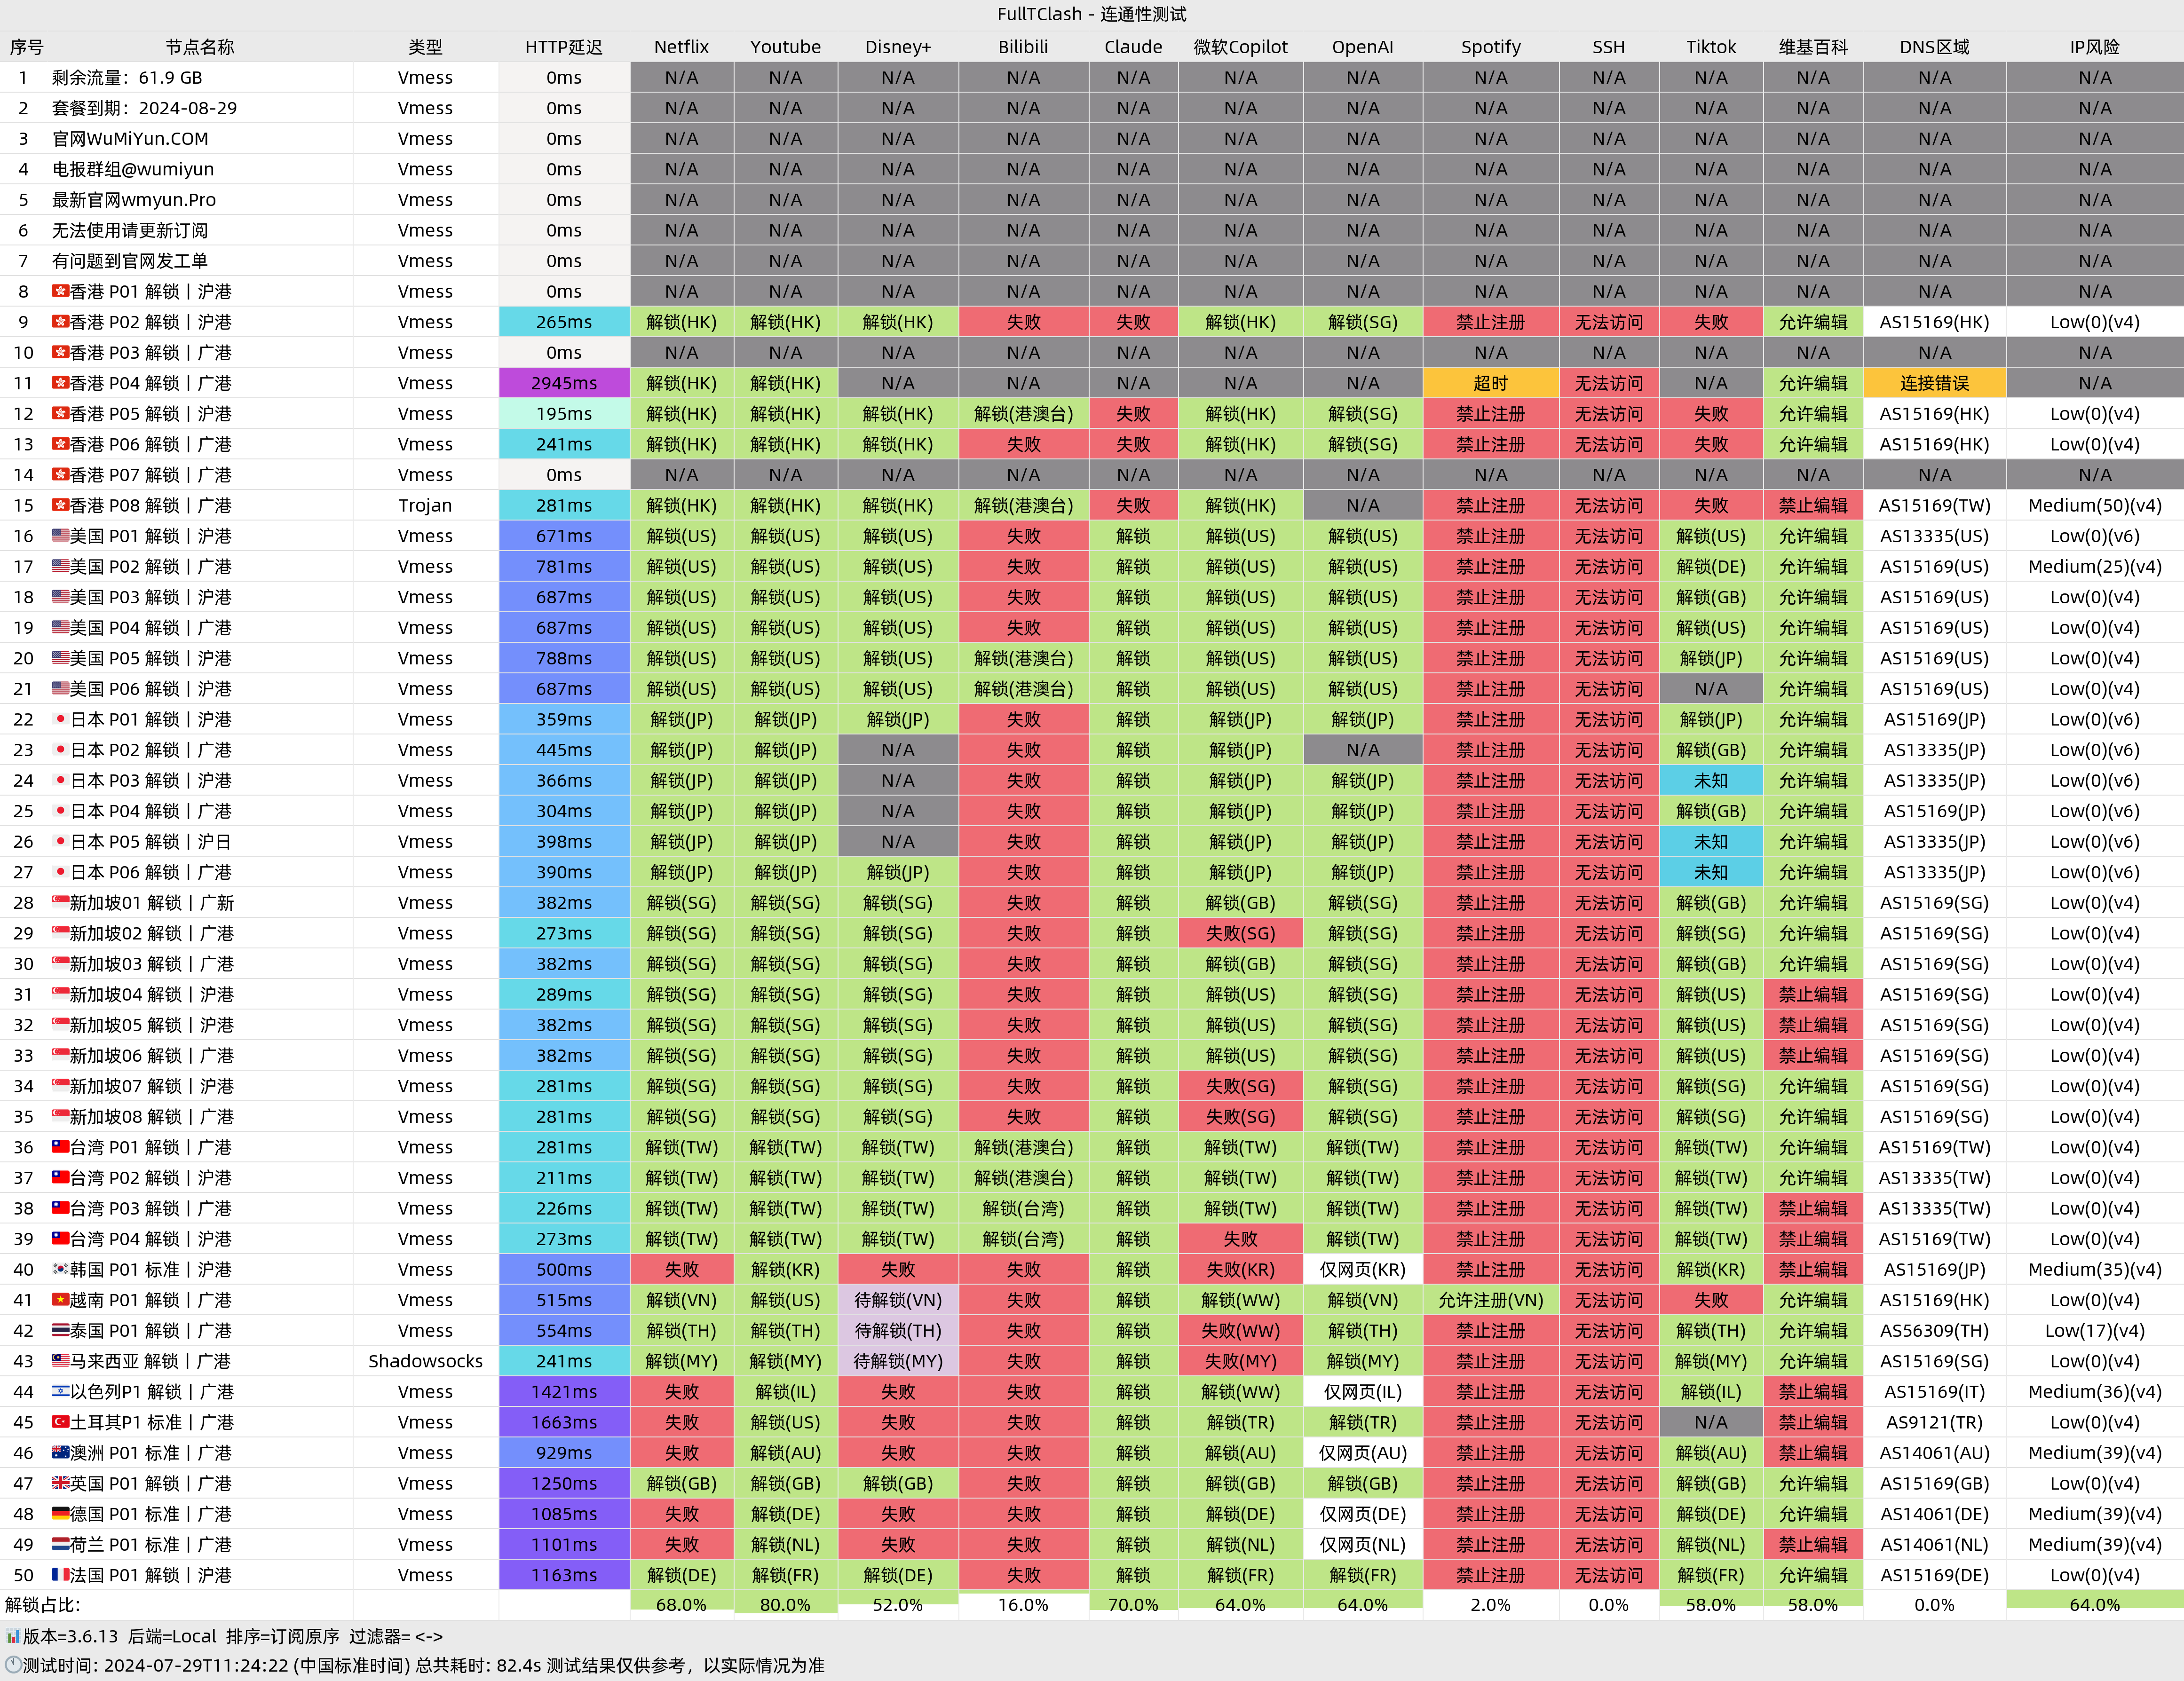 FullTClash - 连通性测试
序号 节点名称 类型 HTTP延迟 Netflix Youtube Disney+ Bilibili Claude 微软Copilot OpenAI Spotify SSH Tiktok 维基百科 DNS区域 IP风险
1 剩余流量：61.9 GB Vmess 0ms N/A N/A N/A N/A N/A N/A N/A N/A N/A N/A N/A N/A N/A
2 套餐到期：2024-08-29 Vmess 0ms N/A N/A N/A N/A N/A N/A N/A N/A N/A N/A N/A N/A N/A
3 官网WuMiYun.COM Vmess 0ms N/A N/A N/A N/A N/A N/A N/A N/A N/A N/A N/A N/A N/A
4 电报群组@wumiyun Vmess 0ms N/A N/A N/A N/A N/A N/A N/A N/A N/A N/A N/A N/A N/A
5 最新官网wmyun.Pro Vmess 0ms N/A N/A N/A N/A N/A N/A N/A N/A N/A N/A N/A N/A N/A
6 无法使用请更新订阅 Vmess 0ms N/A N/A N/A N/A N/A N/A N/A N/A N/A N/A N/A N/A N/A
7 有问题到官网发工单 Vmess 0ms N/A N/A N/A N/A N/A N/A N/A N/A N/A N/A N/A N/A N/A
8 香港 P01 解锁丨沪港 Vmess 0ms N/A N/A N/A N/A N/A N/A N/A N/A N/A N/A N/A N/A N/A
9 香港 P02 解锁丨沪港 Vmess 265ms 解锁(HK) 解锁(HK) 解锁(HK) 失败 失败 解锁(HK) 解锁(SG) 禁止注册 无法访问 失败 允许编辑 AS15169(HK) Low(0)(v4)
10 香港 P03 解锁丨广港 Vmess 0ms N/A N/A N/A N/A N/A N/A N/A N/A N/A N/A N/A N/A N/A
11 香港 P04 解锁丨广港 Vmess 2945ms 解锁(HK) 解锁(HK) N/A N/A N/A N/A N/A 超时 无法访问 N/A 允许编辑 连接错误 N/A
12 香港 P05 解锁丨沪港 Vmess 195ms 解锁(HK) 解锁(HK) 解锁(HK) 解锁(港澳台) 失败 解锁(HK) 解锁(SG) 禁止注册 无法访问 失败 允许编辑 AS15169(HK) Low(0)(v4)
13 香港 P06 解锁丨广港 Vmess 241ms 解锁(HK) 解锁(HK) 解锁(HK) 失败 失败 解锁(HK) 解锁(SG) 禁止注册 无法访问 失败 允许编辑 AS15169(HK) Low(0)(v4)
14 香港 P07 解锁丨广港 Vmess 0ms N/A N/A N/A N/A N/A N/A N/A N/A N/A N/A N/A N/A N/A
15 香港 P08 解锁丨广港 Trojan 281ms 解锁(HK) 解锁(HK) 解锁(HK) 解锁(港澳台) 失败 解锁(HK) N/A 禁止注册 无法访问 失败 禁止编辑 AS15169(TW) Medium(50)(v4)
16 美国 P01 解锁丨沪港 Vmess 671ms 解锁(US) 解锁(US) 解锁(US) 失败 解锁 解锁(US) 解锁(US) 禁止注册 无法访问 解锁(US) 允许编辑 AS13335(US) Low(0)(v6)
17 美国 P02 解锁丨沪港 Vmess 781ms 解锁(US) 解锁(US) 解锁(US) 失败 解锁 解锁(US) 解锁(US) 禁止注册 无法访问 解锁(DE) 允许编辑 AS15169(US) Medium(25)(v4)
18 美国 P03 解锁丨沪港 Vmess 687ms 解锁(US) 解锁(US) 解锁(US) 失败 解锁 解锁(US) 解锁(US) 禁止注册 无法访问 解锁(GB) 允许编辑 AS15169(US) Low(0)(v4)
19 美国 P04 解锁丨广港 Vmess 687ms 解锁(US) 解锁(US) 解锁(US) 失败 解锁 解锁(US) 解锁(US) 禁止注册 无法访问 解锁(US) 允许编辑 AS15169(US) Low(0)(v4)
20 美国 P05 解锁丨沪港 Vmess 788ms 解锁(US) 解锁(US) 解锁(US) 解锁(港澳台) 解锁 解锁(US) 解锁(US) 禁止注册 无法访问 解锁(JP) 允许编辑 AS15169(US) Low(0)(v4)
21 美国 P06 解锁丨沪港 Vmess 687ms 解锁(US) 解锁(US) 解锁(US) 解锁(港澳台) 解锁 解锁(US) 解锁(US) 禁止注册 无法访问 N/A 允许编辑 AS15169(US) Low(0)(v4)
22 日本 P01 解锁丨沪港 Vmess 359ms 解锁(JP) 解锁(JP) 解锁(JP) 失败 解锁 解锁(JP) 解锁(JP) 禁止注册 无法访问 解锁(JP) 允许编辑 AS15169(JP) Low(0)(v6)
23 日本 P02 解锁丨广港 Vmess 445ms 解锁(JP) 解锁(JP) N/A 失败 解锁 解锁(JP) N/A 禁止注册 无法访问 解锁(GB) 允许编辑 AS13335(JP) Low(0)(v6)
24 日本 P03 解锁丨沪港 Vmess 366ms 解锁(JP) 解锁(JP) N/A 失败 解锁 解锁(JP) 解锁(JP) 禁止注册 无法访问 未知 允许编辑 AS13335(JP) Low(0)(v6)
25 日本 P04 解锁丨广港 Vmess 304ms 解锁(JP) 解锁(JP) N/A 失败 解锁 解锁(JP) 解锁(JP) 禁止注册 无法访问 解锁(GB) 允许编辑 AS15169(JP) Low(0)(v6)
26 日本 P05 解锁丨沪日 Vmess 398ms 解锁(JP) 解锁(JP) N/A 失败 解锁 解锁(JP) 解锁(JP) 禁止注册 无法访问 未知 允许编辑 AS13335(JP) Low(0)(v6)
27 日本 P06 解锁丨广港 Vmess 390ms 解锁(JP) 解锁(JP) 解锁(JP) 失败 解锁 解锁(JP) 解锁(JP) 禁止注册 无法访问 未知 允许编辑 AS13335(JP) Low(0)(v6)
28 新加坡01 解锁丨广新 Vmess 382ms 解锁(SG) 解锁(SG) 解锁(SG) 失败 解锁 解锁(GB) 解锁(SG) 禁止注册 无法访问 解锁(GB) 允许编辑 AS15169(SG) Low(0)(v4)
29 新加坡02 解锁丨广港 Vmess 273ms 解锁(SG) 解锁(SG) 解锁(SG) 失败 解锁 失败(SG) 解锁(SG) 禁止注册 无法访问 解锁(SG) 允许编辑 AS15169(SG) Low(0)(v4)
30 新加坡03 解锁丨广港 Vmess 382ms 解锁(SG) 解锁(SG) 解锁(SG) 失败 解锁 解锁(GB) 解锁(SG) 禁止注册 无法访问 解锁(GB) 允许编辑 AS15169(SG) Low(0)(v4)
31 新加坡04 解锁丨沪港 Vmess 289ms 解锁(SG) 解锁(SG) 解锁(SG) 失败 解锁 解锁(US) 解锁(SG) 禁止注册 无法访问 解锁(US) 禁止编辑 AS15169(SG) Low(0)(v4)
32 新加坡05 解锁丨沪港 Vmess 382ms 解锁(SG) 解锁(SG) 解锁(SG) 失败 解锁 解锁(US) 解锁(SG) 禁止注册 无法访问 解锁(US) 禁止编辑 AS15169(SG) Low(0)(v4)
33 新加坡06 解锁丨广港 Vmess 382ms 解锁(SG) 解锁(SG) 解锁(SG) 失败 解锁 解锁(US) 解锁(SG) 禁止注册 无法访问 解锁(US) 禁止编辑 AS15169(SG) Low(0)(v4)
34 新加坡07 解锁丨沪港 Vmess 281ms 解锁(SG) 解锁(SG) 解锁(SG) 失败 解锁 失败(SG) 解锁(SG) 禁止注册 无法访问 解锁(SG) 允许编辑 AS15169(SG) Low(0)(v4)
35 新加坡08 解锁丨广港 Vmess 281ms 解锁(SG) 解锁(SG) 解锁(SG) 失败 解锁 失败(SG) 解锁(SG) 禁止注册 无法访问 解锁(SG) 允许编辑 AS15169(SG) Low(0)(v4)
36 台湾 P01 解锁丨广港 Vmess 281ms 解锁(TW) 解锁(TW) 解锁(TW) 解锁(港澳台) 解锁 解锁(TW) 解锁(TW) 禁止注册 无法访问 解锁(TW) 允许编辑 AS15169(TW) Low(0)(v4)
37 台湾 P02 解锁丨沪港 Vmess 211ms 解锁(TW) 解锁(TW) 解锁(TW) 解锁(港澳台) 解锁 解锁(TW) 解锁(TW) 禁止注册 无法访问 解锁(TW) 允许编辑 AS13335(TW) Low(0)(v4)
38 台湾 P03 解锁丨广港 Vmess 226ms 解锁(TW) 解锁(TW) 解锁(TW) 解锁(台湾) 解锁 解锁(TW) 解锁(TW) 禁止注册 无法访问 解锁(TW) 禁止编辑 AS13335(TW) Low(0)(v4)
39 台湾 P04 解锁丨沪港 Vmess 273ms 解锁(TW) 解锁(TW) 解锁(TW) 解锁(台湾) 解锁 失败 解锁(TW) 禁止注册 无法访问 解锁(TW) 禁止编辑 AS15169(TW) Low(0)(v4)
40 韩国 P01 标准丨沪港 Vmess 500ms 失败 解锁(KR) 失败 失败 解锁 失败(KR) 仅网页(KR) 禁止注册 无法访问 解锁(KR) 禁止编辑 AS15169(JP) Medium(35)(v4)
41 越南 P01 解锁丨广港 Vmess 515ms 解锁(VN) 解锁(US) 待解锁(VN) 失败 解锁 解锁(WW) 解锁(VN) 允许注册(VN) 无法访问 失败 允许编辑 AS15169(HK) Low(0)(v4)
42 泰国 P01 解锁丨广港 Vmess 554ms 解锁(TH) 解锁(TH) 待解锁(TH) 失败 解锁 失败(WW) 解锁(TH) 禁止注册 无法访问 解锁(TH) 允许编辑 AS56309(TH) Low(17)(v4)
43 马来西亚 解锁丨广港 Shadowsocks 241ms 解锁(MY) 解锁(MY) 待解锁(MY) 失败 解锁 失败(MY) 解锁(MY) 禁止注册 无法访问 解锁(MY) 允许编辑 AS15169(SG) Low(0)(v4)
44 以色列P1 解锁丨广港 Vmess 1421ms 失败 解锁(IL) 失败 失败 解锁 解锁(WW) 仅网页(IL) 禁止注册 无法访问 解锁(IL) 禁止编辑 AS15169(IT) Medium(36)(v4)
45 土耳其P1 标准丨广港 Vmess 1663ms 失败 解锁(US) 失败 失败 解锁 解锁(TR) 解锁(TR) 禁止注册 无法访问 N/A 禁止编辑 AS9121(TR) Low(0)(v4)
46 澳洲 P01 标准丨广港 Vmess 929ms 失败 解锁(AU) 失败 失败 解锁 解锁(AU) 仅网页(AU) 禁止注册 无法访问 解锁(AU) 禁止编辑 AS14061(AU) Medium(39)(v4)
47 英国 P01 解锁丨广港 Vmess 1250ms 解锁(GB) 解锁(GB) 解锁(GB) 失败 解锁 解锁(GB) 解锁(GB) 禁止注册 无法访问 解锁(GB) 允许编辑 AS15169(GB) Low(0)(v4)
48 德国 P01 标准丨广港 Vmess 1085ms 失败 解锁(DE) 失败 失败 解锁 解锁(DE) 仅网页(DE) 禁止注册 无法访问 解锁(DE) 允许编辑 AS14061(DE) Medium(39)(v4)
49 荷兰 P01 标准丨广港 Vmess 1101ms 失败 解锁(NL) 失败 失败 解锁 解锁(NL) 仅网页(NL) 禁止注册 无法访问 解锁(NL) 禁止编辑 AS14061(NL) Medium(39)(v4)
50 法国 P01 解锁丨沪港 Vmess 1163ms 解锁(DE) 解锁(FR) 解锁(DE) 失败 解锁 解锁(FR) 解锁(FR) 禁止注册 无法访问 解锁(FR) 允许编辑 AS15169(DE) Low(0)(v4)
解锁占比: 68.0% 80.0% 52.0% 16.0% 70.0% 64.0% 64.0% 2.0% 0.0% 58.0% 58.0% 0.0% 64.0%
版本=3.6.13 后端=Local 排序=订阅原序 过滤器= <->
测试时间: 2024-07-29T11:24:22 (中国标准时间) 总共耗时: 82.4s 测试结果仅供参考，以实际情况为准